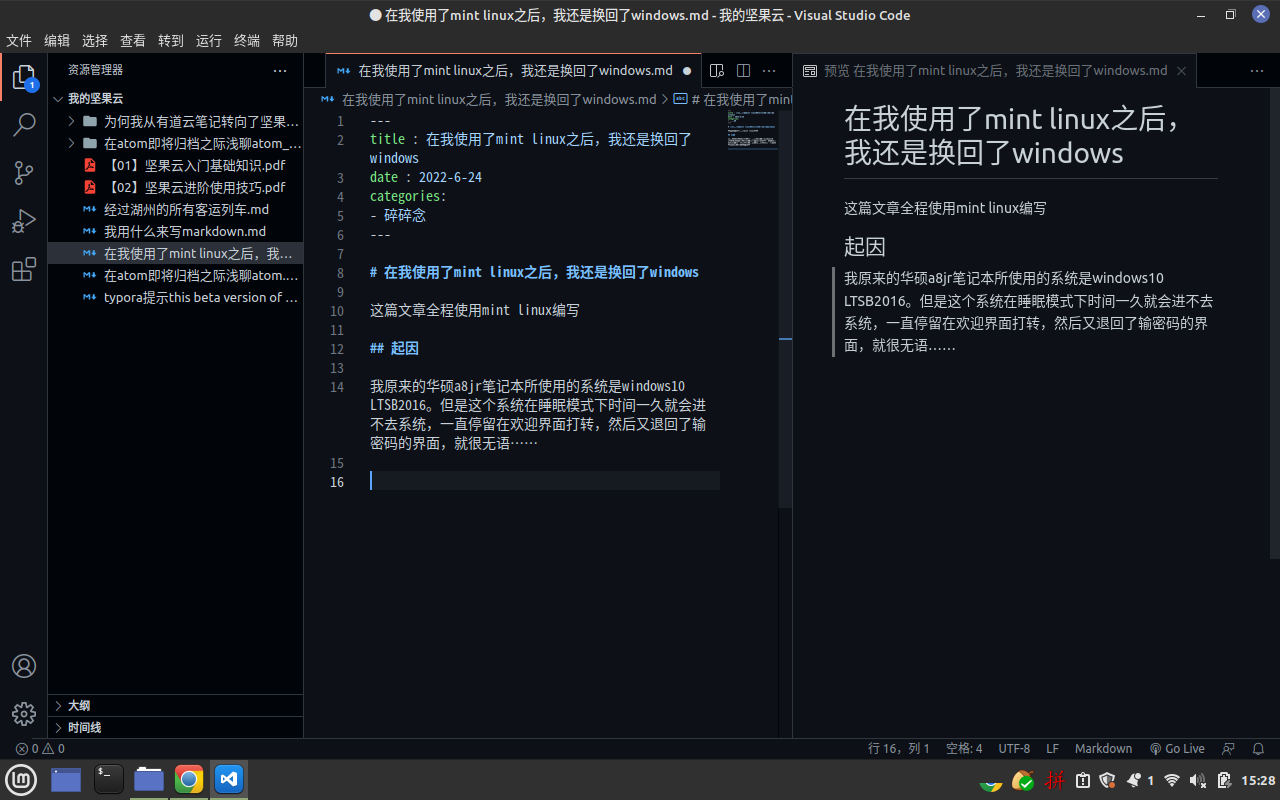 在我使用了mint linux之后，我还是换回了windows.md - 我的坚果云 - Visual Studio Code
文件 编辑 选择 查看 转到 运行 终端 帮助
资源管理器
我的坚果云
为何我从有道云笔记转向了坚果...
在atom即将归档之际浅聊atom_...
【01】坚果云入门基础知识.pdf
【02】坚果云进阶使用技巧.pdf
经过湖州的所有客运列车.md
我用什么来写markdown.md
在我使用了mint linux之后，我...
在atom即将归档之际浅聊atom....
typora提示this beta version of ...
大纲
时间线
在我使用了mint linux之后，我还是换回了windows.md
在我使用了mint linux之后，我还是换回了windows.md > # 在我使用了mint
1 ---
2 title : 在我使用了mint linux之后，我还是换回了
windows
3 date : 2022-6-24
4 categories:
5 - 碎碎念
6 ---
7
8 # 在我使用了mint linux之后，我还是换回了windows
9
10 这篇文章全程使用mint linux编写
11
12 ## 起因
13
14 我原来的华硕a8jr笔记本所使用的系统是windows10
LTSB2016。但是这个系统在睡眠模式下时间一久就会进
不去系统，一直停留在欢迎界面打转，然后又退回了输
密码的界面，就很无语……
15
16
预览 在我使用了mint linux之后，我还是换回了windows.md
在我使用了mint linux之后，
我还是换回了windows
这篇文章全程使用mint linux编写
起因
我原来的华硕a8jr笔记本所使用的系统是windows10
LTSB2016。但是这个系统在睡眠模式下时间一久就会进不去
系统，一直停留在欢迎界面打转，然后又退回了输密码的界
面，就很无语……
0 0 行 16，列 1 空格: 4 UTF-8 LF Markdown Go Live
拼 1 15:28